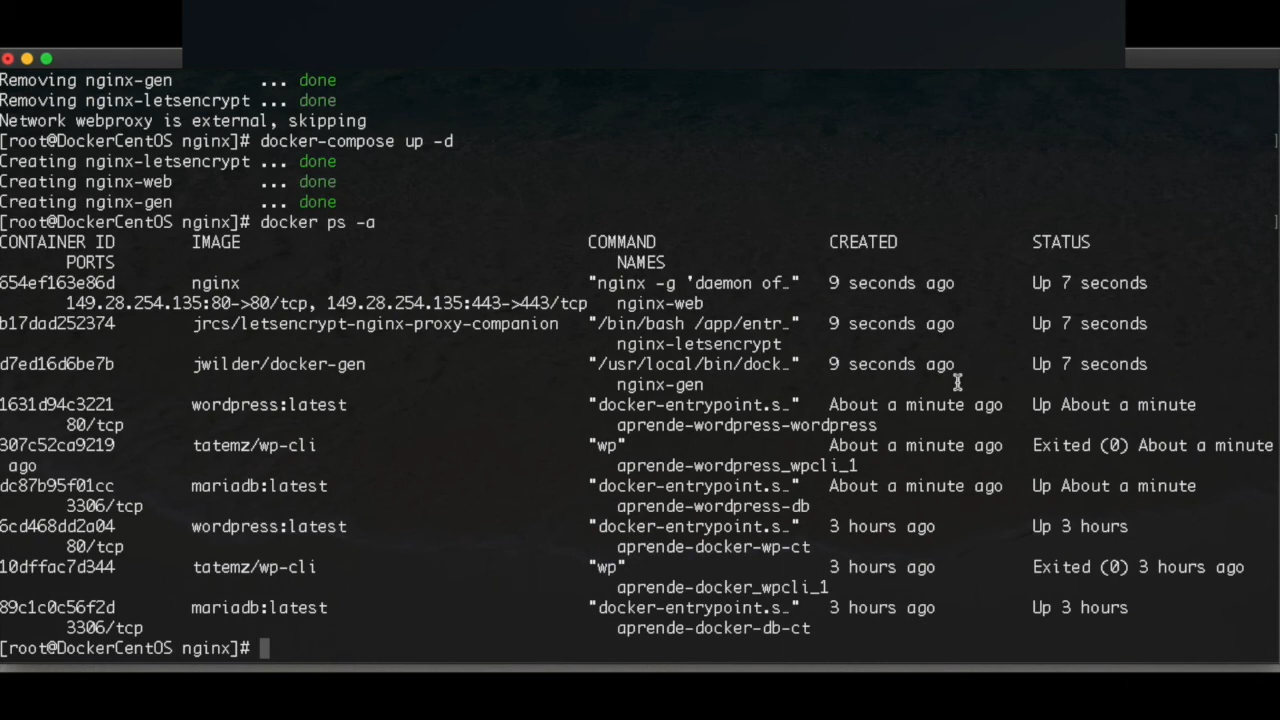 Removing nginx-gen         ... done
Removing nginx-letsencrypt ... done
Network webproxy is external, skipping
[root@DockerCentOS nginx]# docker-compose up -d
Creating nginx-letsencrypt ... done
Creating nginx-web         ... done
Creating nginx-gen         ... done
[root@DockerCentOS nginx]# docker ps -a
CONTAINER ID        IMAGE                                    COMMAND                  CREATED              STATUS
       PORTS                                                    NAMES
654ef163e86d        nginx                                    "nginx -g 'daemon of…"   9 seconds ago        Up 7 seconds
       149.28.254.135:80->80/tcp, 149.28.254.135:443->443/tcp   nginx-web
b17dad252374        jrcs/letsencrypt-nginx-proxy-companion   "/bin/bash /app/entr…"   9 seconds ago        Up 7 seconds
                                                                nginx-letsencrypt
d7ed16d6be7b        jwilder/docker-gen                       "/usr/local/bin/dock…"   9 seconds ago        Up 7 seconds
                                                                nginx-gen
1631d94c3221        wordpress:latest                         "docker-entrypoint.s…"   About a minute ago   Up About a minute
       80/tcp                                                   aprende-wordpress-wordpress
307c52ca9219        tatemz/wp-cli                            "wp"                     About a minute ago   Exited (0) About a minute
 ago                                                            aprende-wordpress_wpcli_1
dc87b95f01cc        mariadb:latest                           "docker-entrypoint.s…"   About a minute ago   Up About a minute
       3306/tcp                                                 aprende-wordpress-db
6cd468dd2a04        wordpress:latest                         "docker-entrypoint.s…"   3 hours ago          Up 3 hours
       80/tcp                                                   aprende-docker-wp-ct
10dffac7d344        tatemz/wp-cli                            "wp"                     3 hours ago          Exited (0) 3 hours ago
                                                                aprende-docker_wpcli_1
89c1c0c56f2d        mariadb:latest                           "docker-entrypoint.s…"   3 hours ago          Up 3 hours
       3306/tcp                                                 aprende-docker-db-ct
[root@DockerCentOS nginx]#